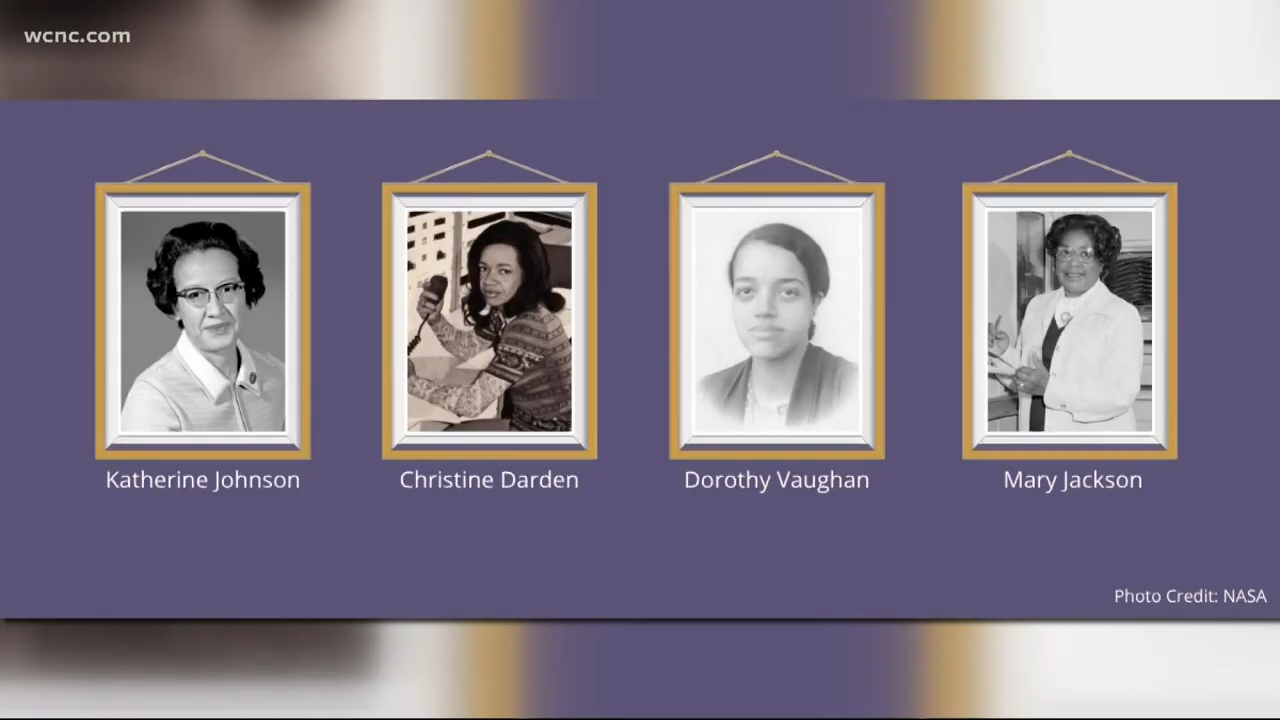 wcnc.com
Katherine Johnson
Christine Darden
Dorothy Vaughan
Mary Jackson
Photo Credit: NASA